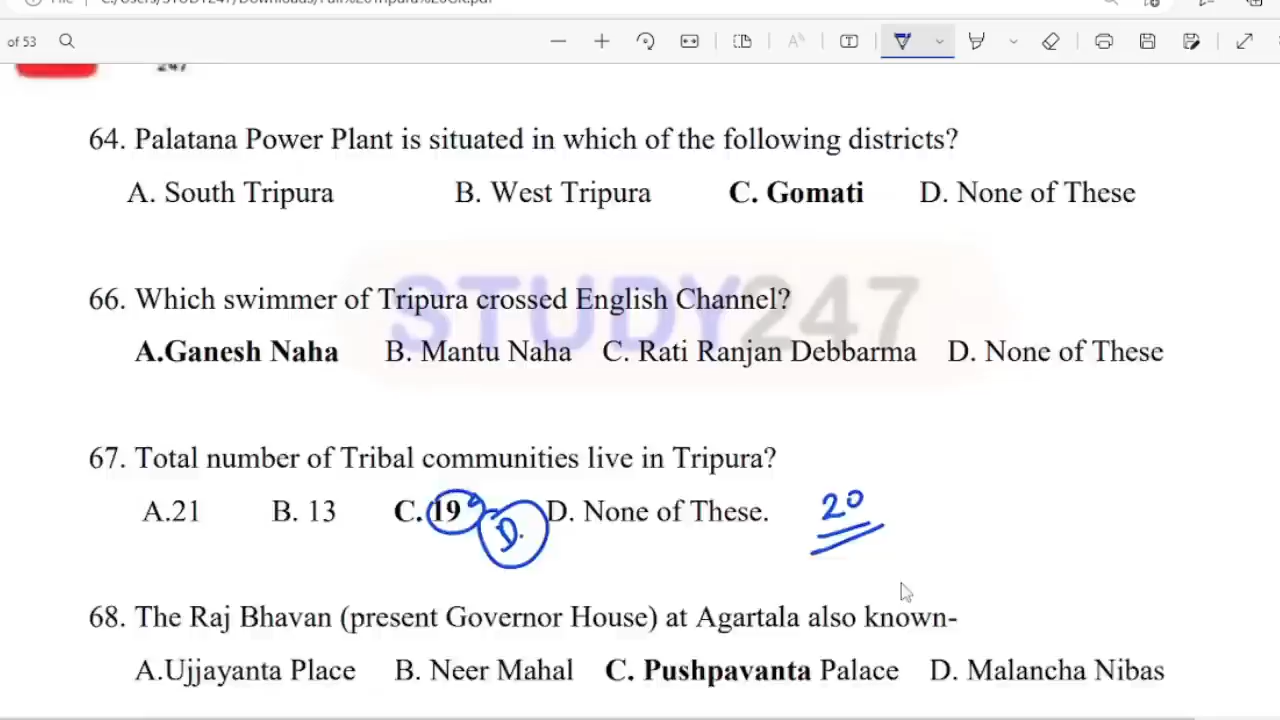 of 53
247
64. Palatana Power Plant is situated in which of the following districts?
A. South Tripura B. West Tripura C. Gomati D. None of These
STUDY247
66. Which swimmer of Tripura crossed English Channel?
A.Ganesh Naha B. Mantu Naha C. Rati Ranjan Debbarma D. None of These
67. Total number of Tribal communities live in Tripura?
A.21 B. 13 C. 19 D. D. None of These. 20
68. The Raj Bhavan (present Governor House) at Agartala also known-
A.Ujjayanta Place B. Neer Mahal C. Pushpavanta Palace D. Malancha Nibas